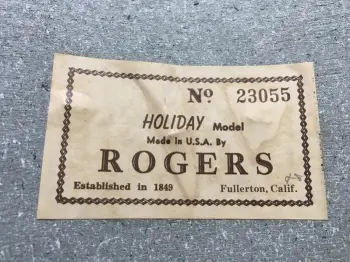 Nº 23055
HOLIDAY Model
Made In U.S.A. By
ROGERS
Established in 1849 Fullerton, Calif.